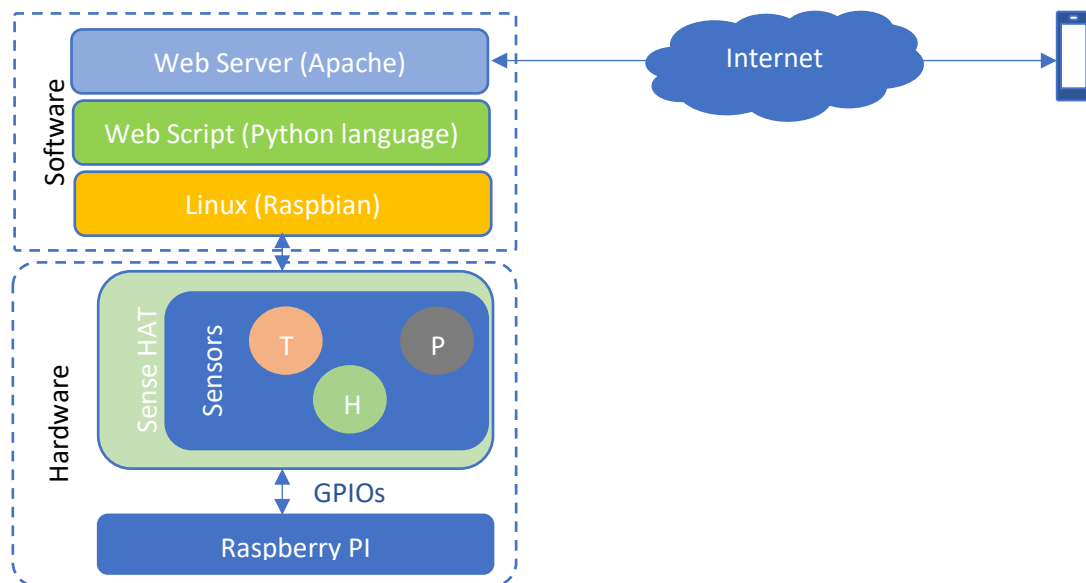 Software
Web Server (Apache)
Web Script (Python language)
Linux (Raspbian)
Internet
Hardware
Sense HAT
Sensors
T
P
H
GPIOs
Raspberry PI